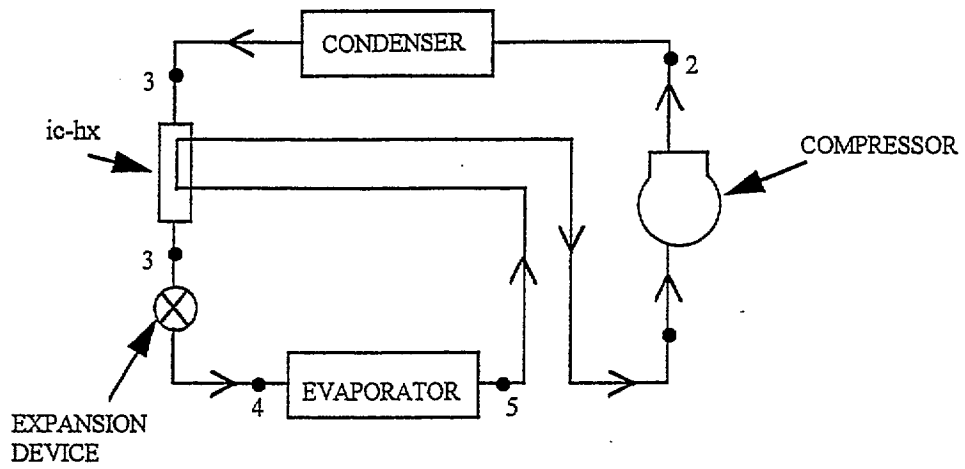 CONDENSER
3
2
ic-hx
COMPRESSOR
3
EVAPORATOR
4
5
EXPANSION
DEVICE